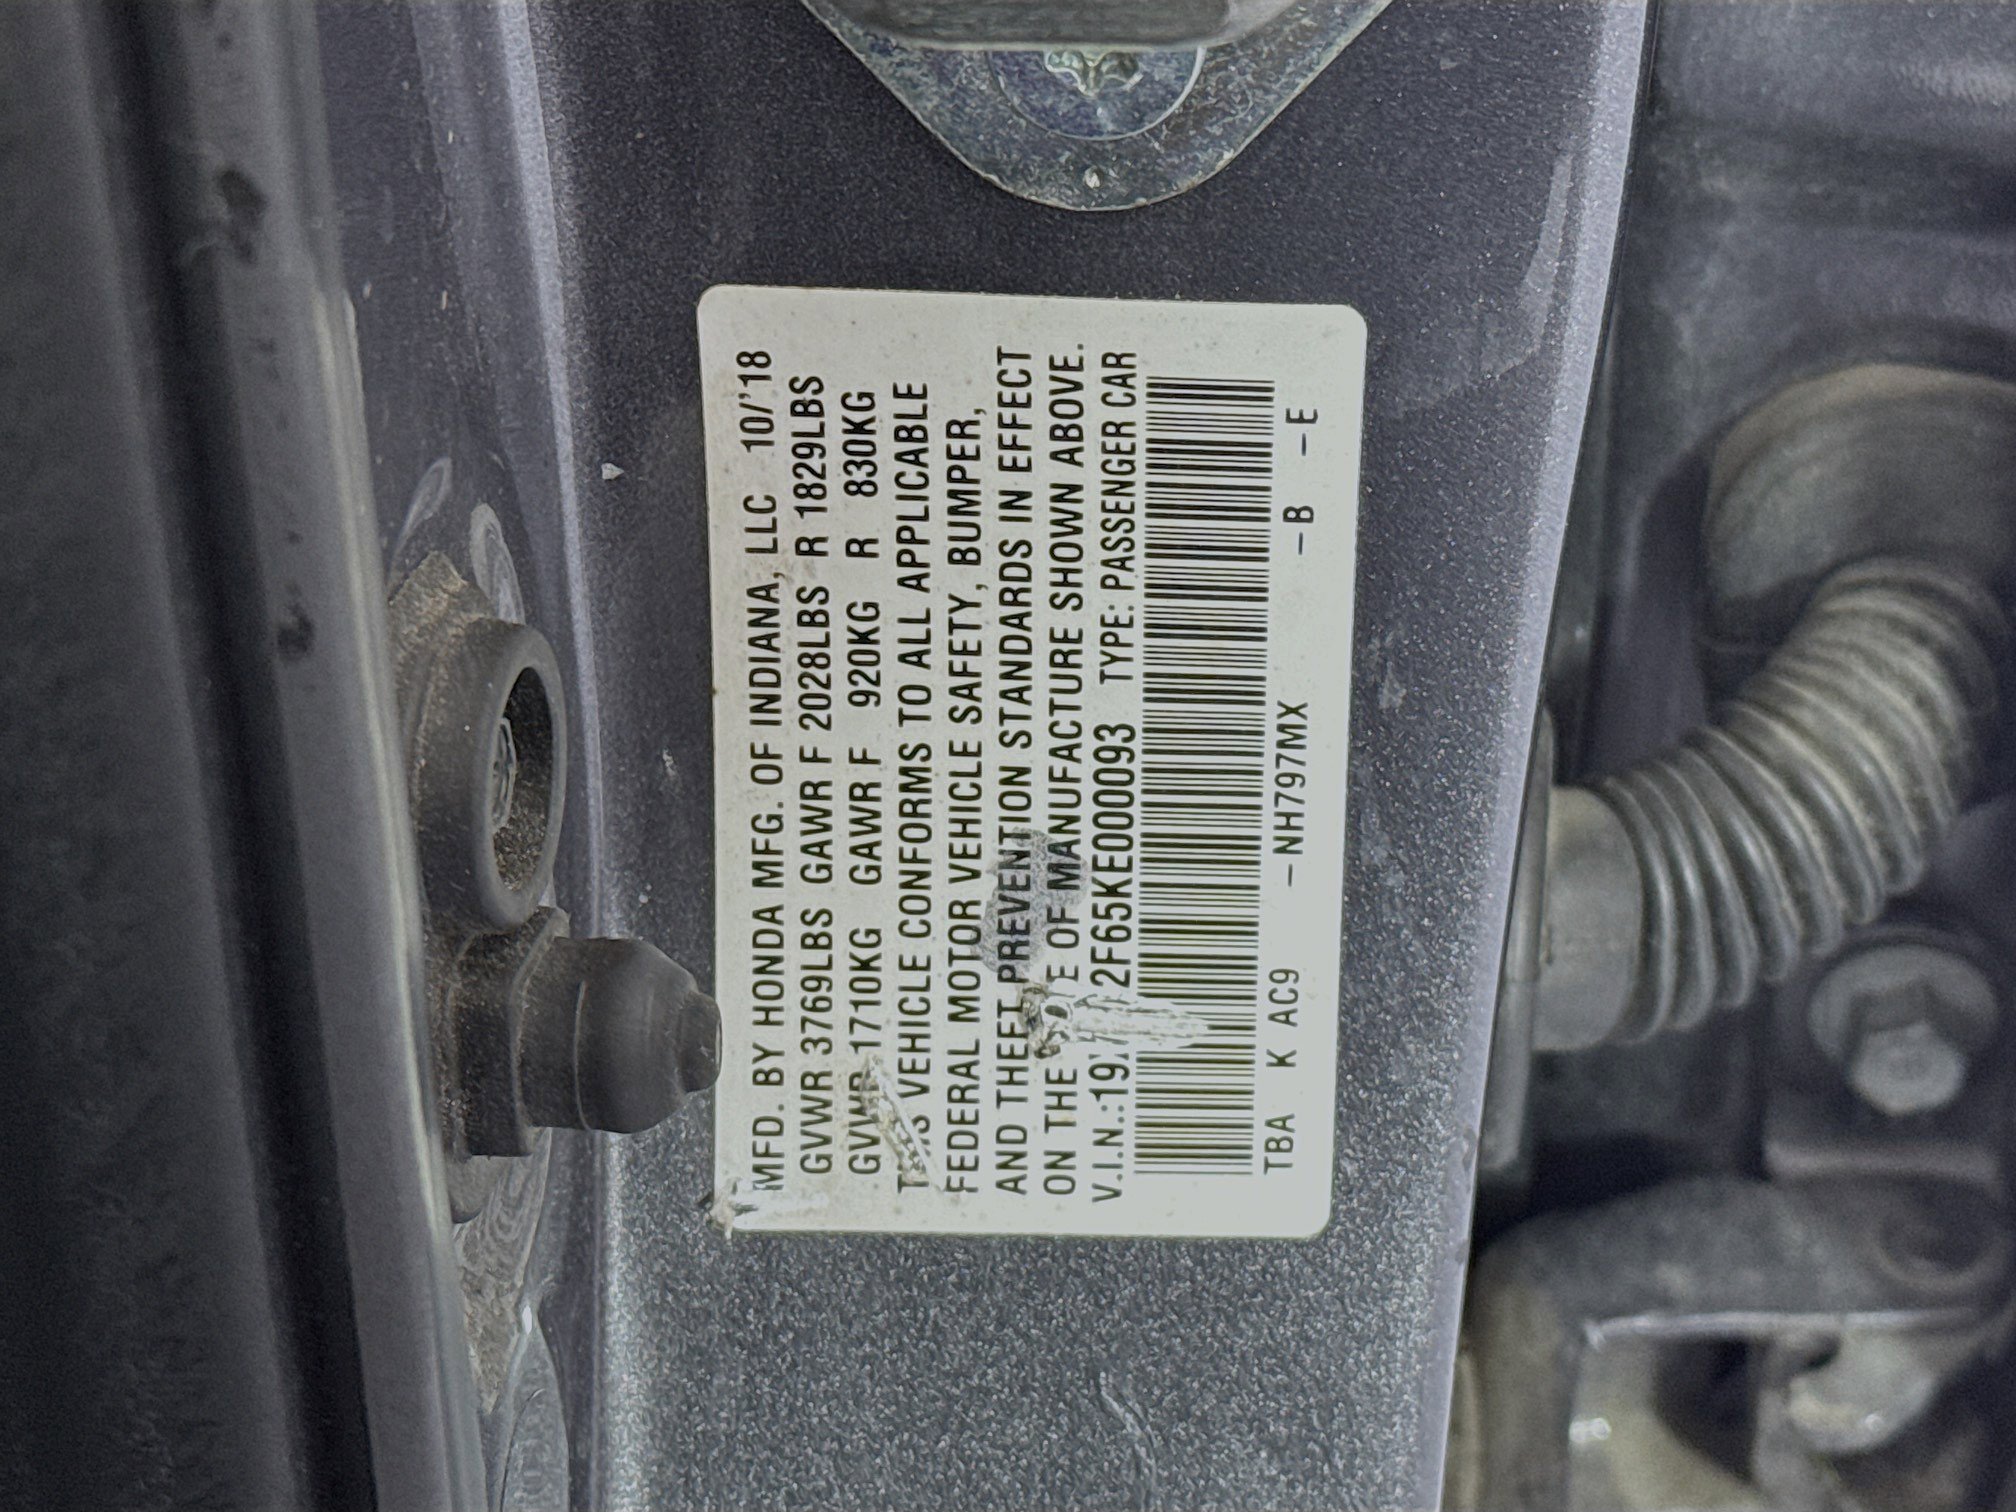 MFD. BY HONDA MFG. OF INDIANA, LLC 10/'18
GVWR 3769LBS GAWR F 2028LBS R 1829LBS
GVWR 1710KG GAWR F 920KG R 830KG
THIS VEHICLE CONFORMS TO ALL APPLICABLE
FEDERAL MOTOR VEHICLE SAFETY, BUMPER,
AND THEFT PREVENTION STANDARDS IN EFFECT
ON THE OF MANUFACTURE SHOWN ABOVE.
V.I.N.: TYPE: PASSENGER CAR
TBA K AC9 -NH797MX -B -E